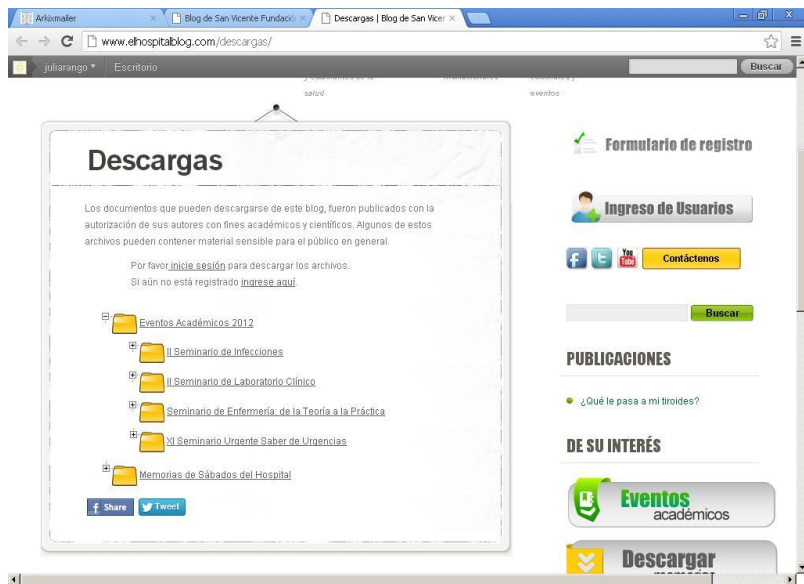 Arkixmailer
Blog de San Vicente Fundació
Descargas | Blog de San Vicer
www.elhospitalblog.com/descargas/
juliarango
Escritorio
Buscar
salud
eventos
Descargas
Los documentos que pueden descargarse de este blog, fueron publicados con la
autorización de sus autores con fines académicos y científicos. Algunos de estos
archivos pueden contener material sensible para el público en general.
Por favor inicie sesión para descargar los archivos.
Si aún no está registrado ingrese aquí.
Eventos Académicos 2012
II Seminario de Infecciones
II Seminario de Laboratorio Clínico
Seminario de Enfermería: de la Teoría a la Práctica
XI Seminario Urgente Saber de Urgencias
Memorias de Sábados del Hospital
f Share
Tweet
Formulario de registro
Ingreso de Usuarios
You Tube
Contáctenos
Buscar
PUBLICACIONES
¿Qué le pasa a mi tiroides?
DE SU INTERÉS
Eventos
académicos
Descargar